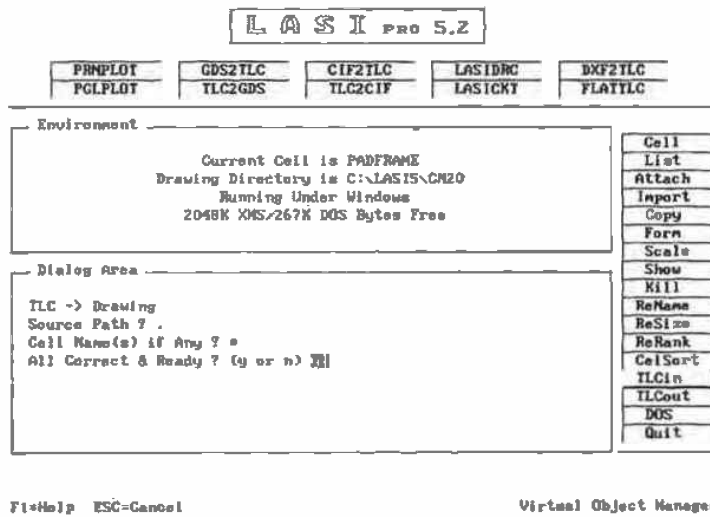 LASI PRO 5.2
PRNPLOT GDS2TLC CIF2TLC LASIDRC DXF2TLC
PGLPLOT TLC2GDS TLC2CIF LASICKT FLATTLC
Environment
Current Cell is PADFRAME
Drawing Directory is C:\LASI5\CN20
Running Under Windows
2048K XMS/267K DOS Bytes Free
Dialog Area
TLC -> Drawing
Source Path ? .
Cell Name(s) if Any ? *
All Correct & Ready ? (y or n)
Cell
List
Attach
Import
Copy
Form
Scale
Show
Kill
ReName
ReSize
ReRank
CelSort
TLCin
TLCout
DOS
Quit
F1=Help ESC=Cancel Virtual Object Manage